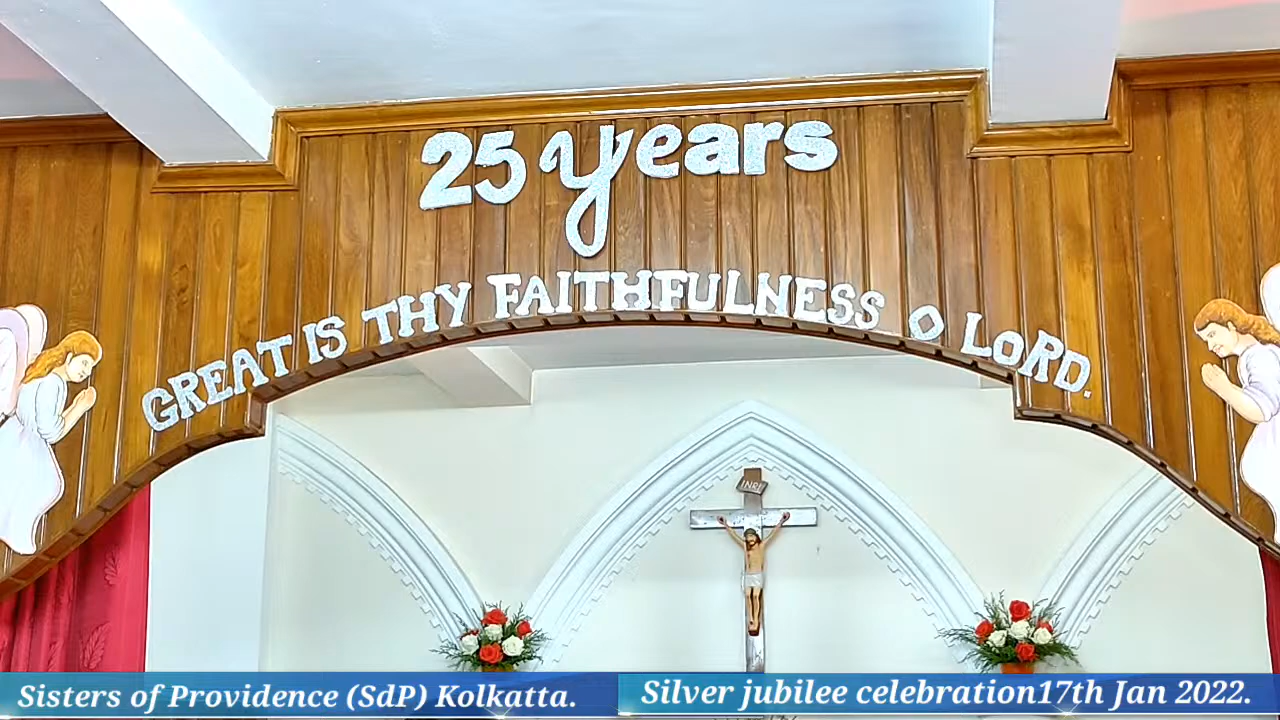 25 years
GREAT IS THY FAITHFULNESS O LORD.
INRI
Sisters of Providence (SdP) Kolkatta.
Silver jubilee celebration17th Jan 2022.